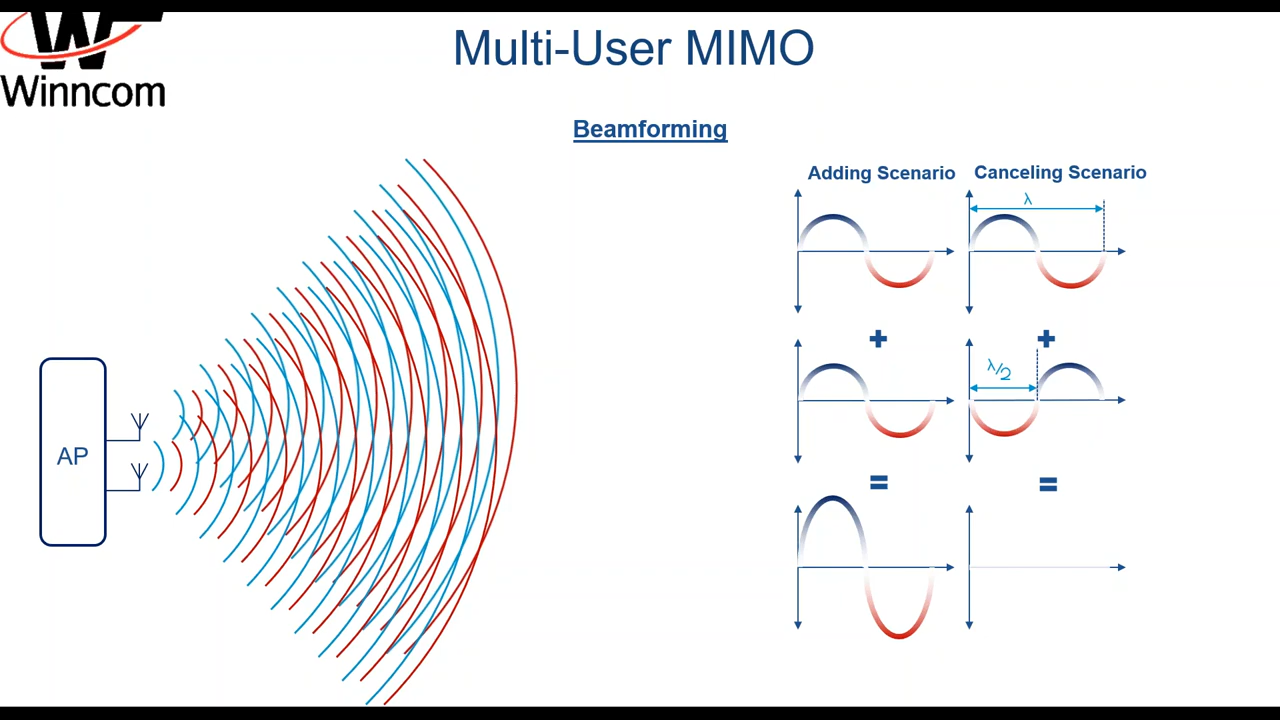 Winncom
Multi-User MIMO
Beamforming
Adding Scenario
Canceling Scenario
λ
+
+
λ/2
=
=
AP